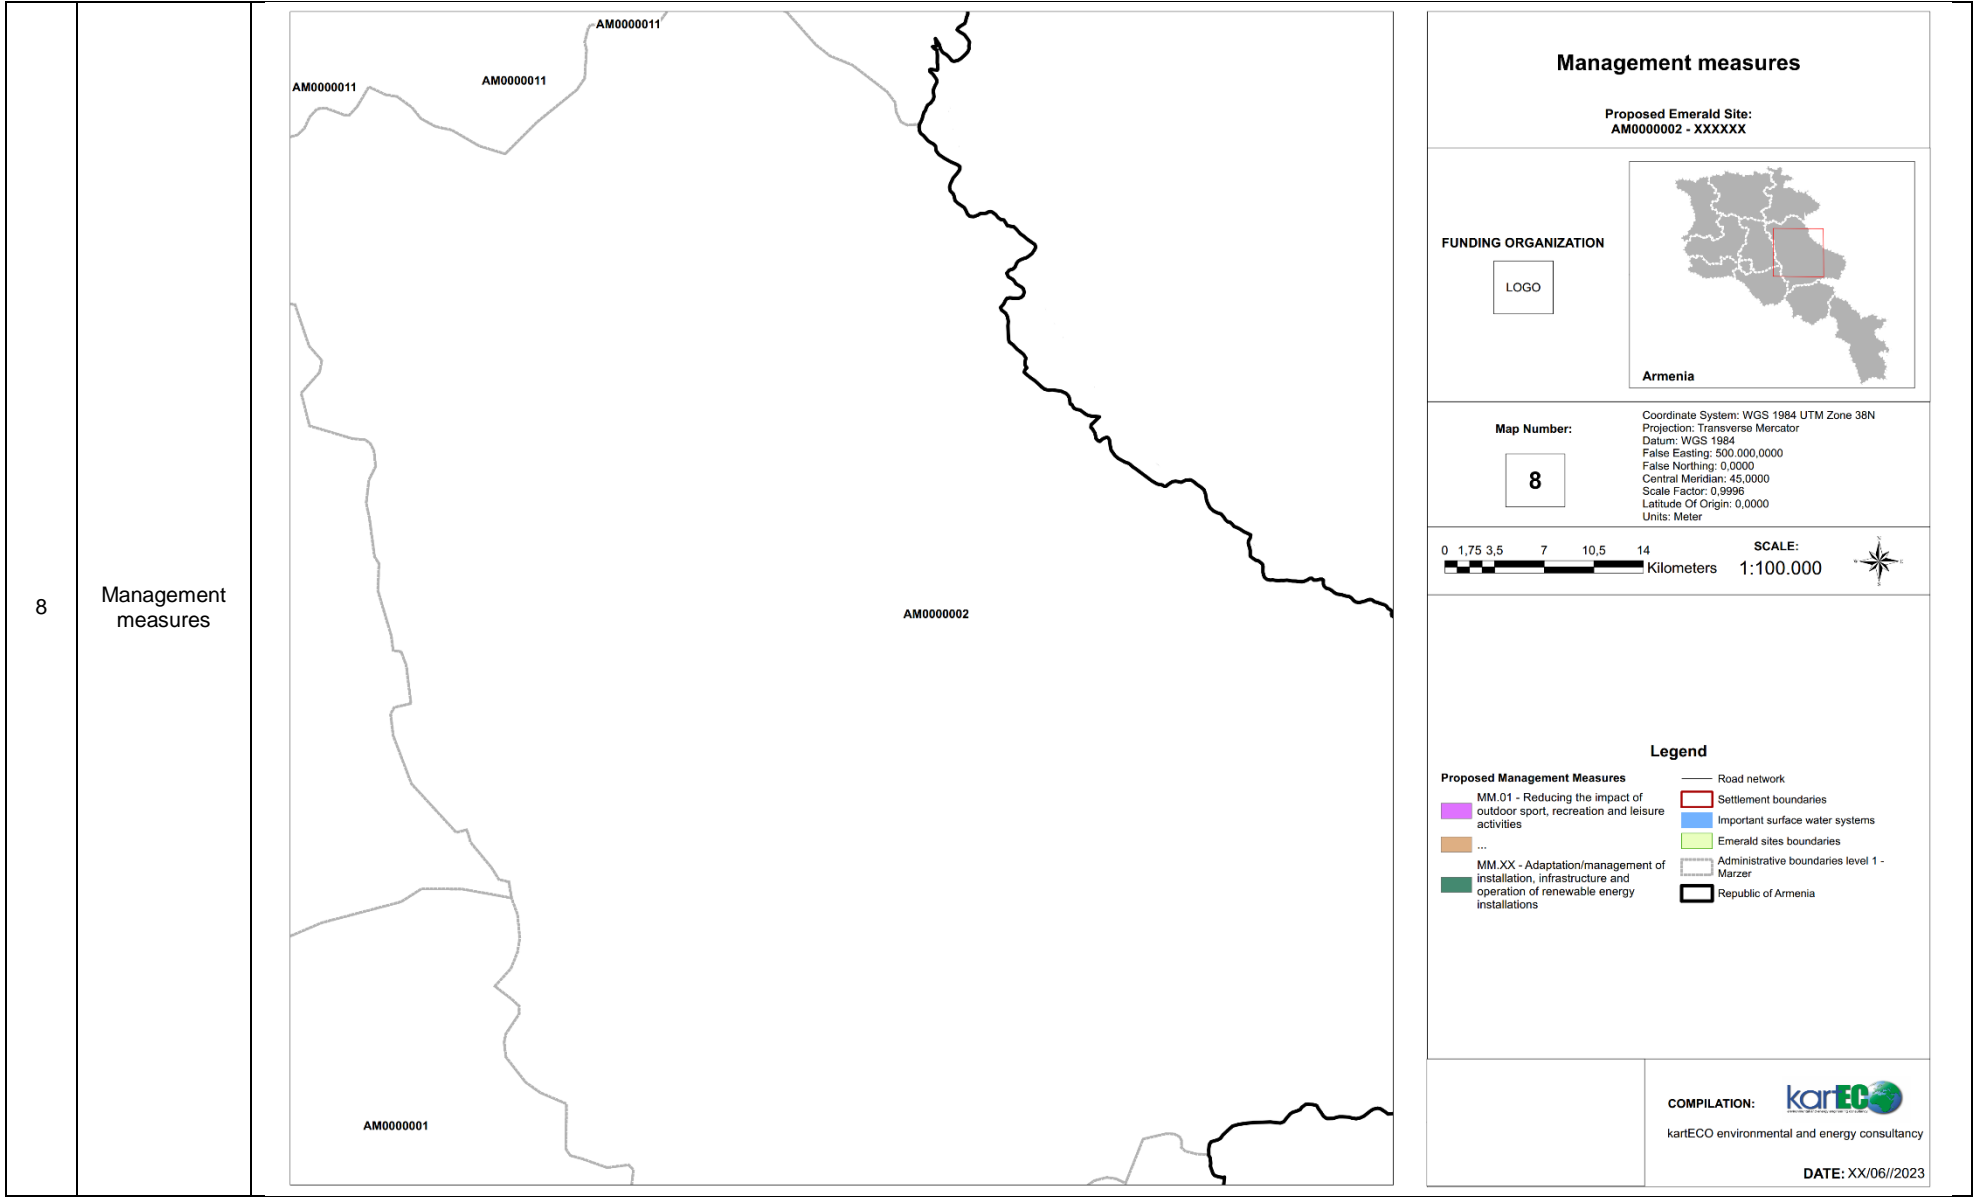 8
Management
measures
AM0000011
AM0000011
AM0000011
AM0000002
AM0000001
Management measures
Proposed Emerald Site:
AM0000002 - XXXXXX
FUNDING ORGANIZATION
LOGO
Armenia
Map Number:
8
Coordinate System: WGS 1984 UTM Zone 38N
Projection: Transverse Mercator
Datum: WGS 1984
False Easting: 500.000,0000
False Northing: 0,0000
Central Meridian: 45,0000
Scale Factor: 0,9996
Latitude Of Origin: 0,0000
Units: Meter
0 1,75 3,5 7 10,5 14
Kilometers
SCALE:
1:100.000
Legend
Proposed Management Measures
MM.01 - Reducing the impact of
outdoor sport, recreation and leisure
activities
...
MM.XX - Adaptation/management of
installation, infrastructure and
operation of renewable energy
installations
Road network
Settlement boundaries
Important surface water systems
Emerald sites boundaries
Administrative boundaries level 1 -
Marzer
Republic of Armenia
COMPILATION:
kartECO
kartECO environmental and energy consultancy
DATE: XX/06//2023